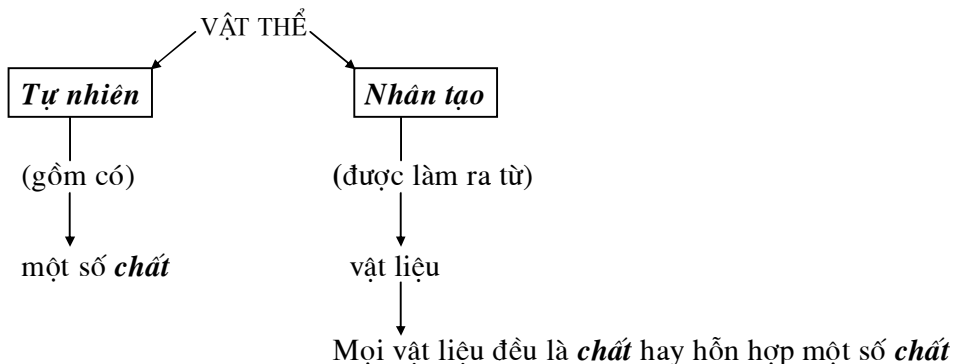 VẬT THỂ
Tự nhiên Nhân tạo
(gồm có) (được làm ra từ)
một số chất vật liệu
Mọi vật liệu đều là chất hay hỗn hợp một số chất